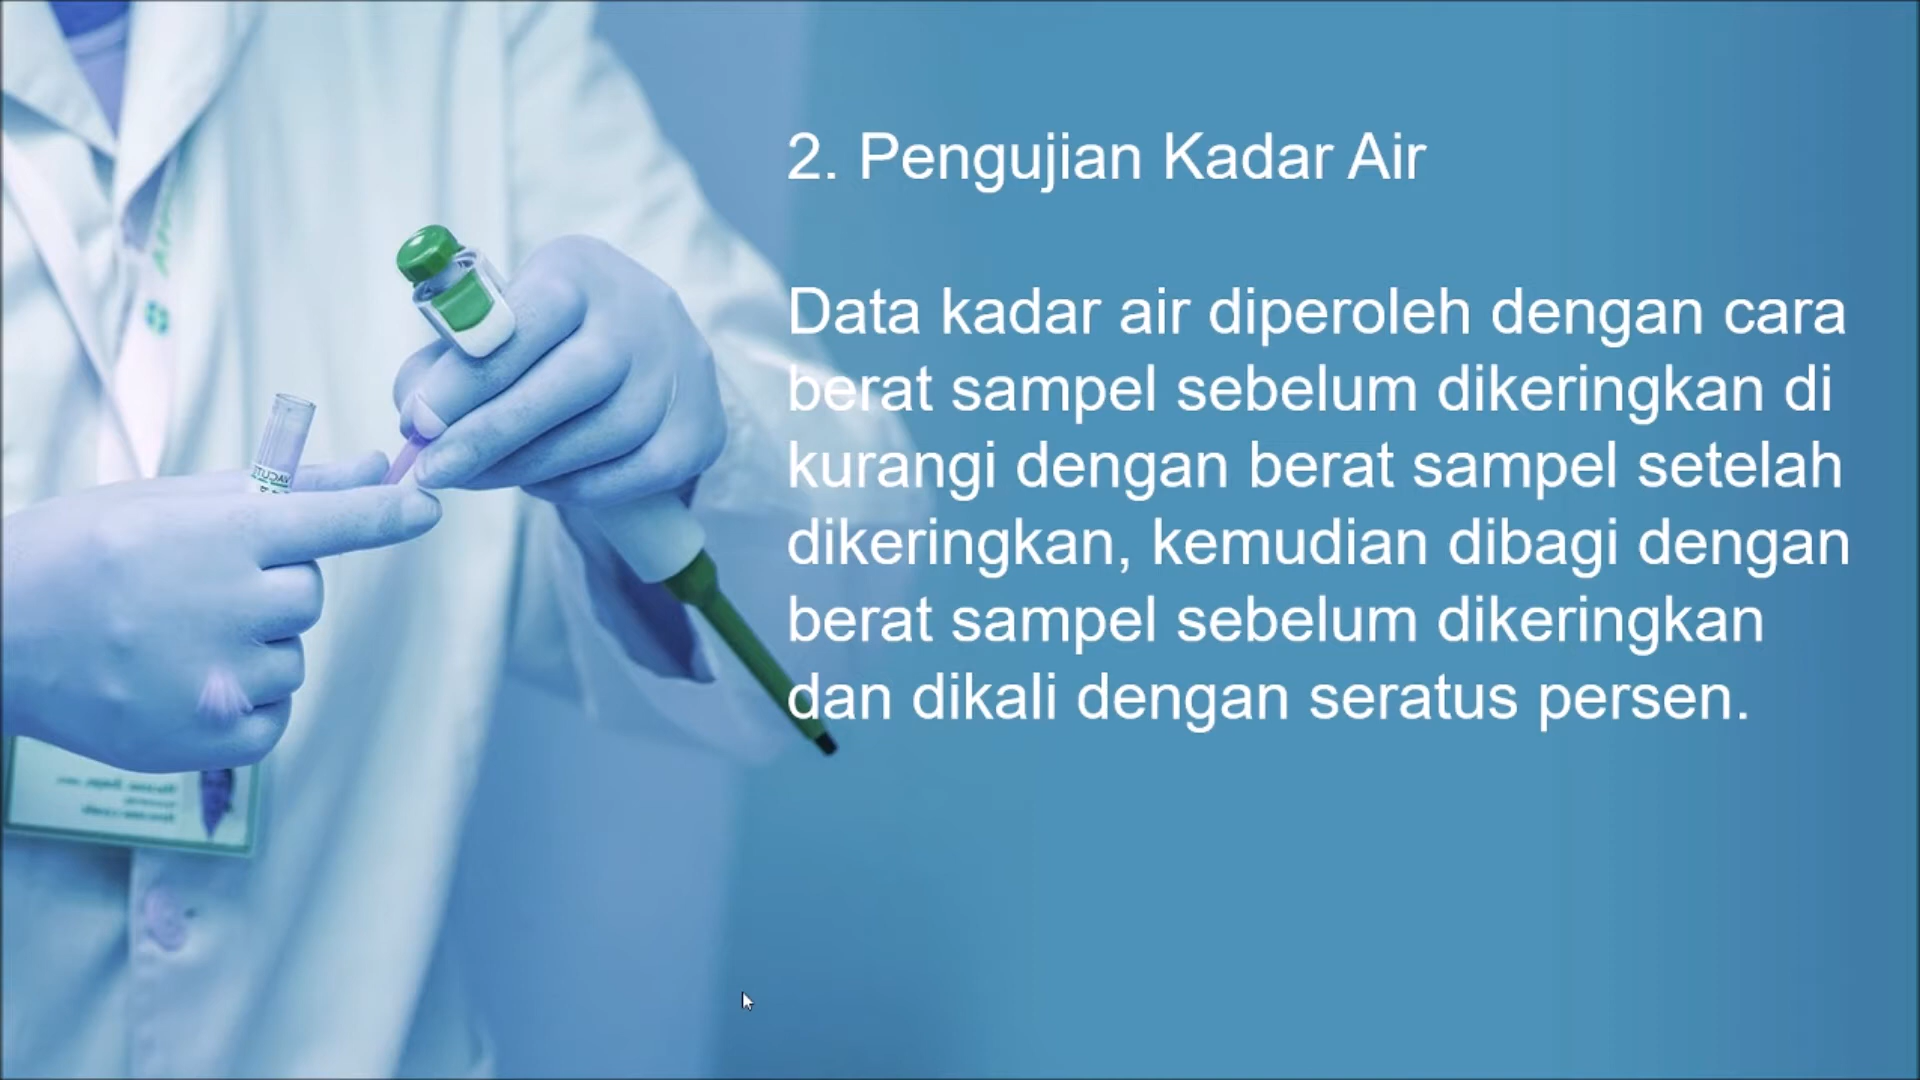 2. Pengujian Kadar Air
Data kadar air diperoleh dengan cara
berat sampel sebelum dikeringkan di
kurangi dengan berat sampel setelah
dikeringkan, kemudian dibagi dengan
berat sampel sebelum dikeringkan
dan dikali dengan seratus persen.